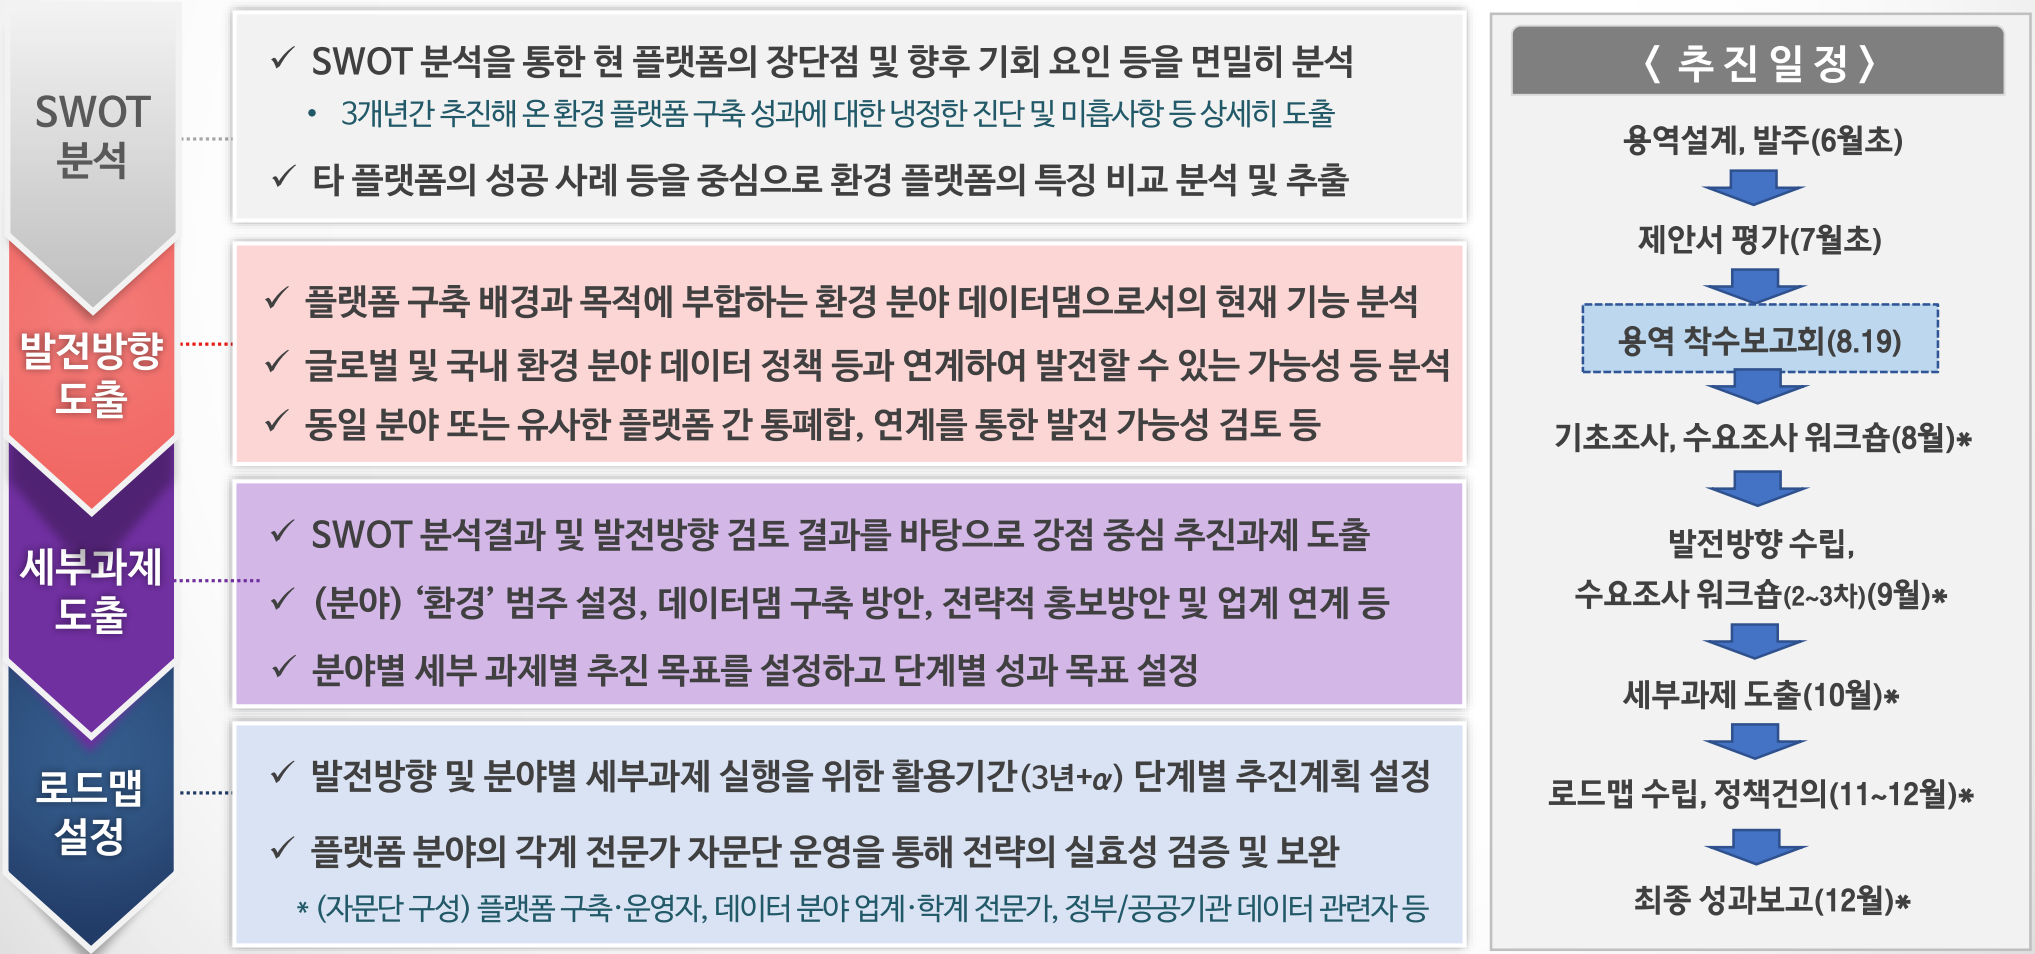 SWOT
분석
✓ SWOT 분석을 통한 현 플랫폼의 장단점 및 향후 기회 요인 등을 면밀히 분석
• 3개년간 추진해 온 환경 플랫폼 구축 성과에 대한 냉정한 진단 및 미흡사항 등 상세히 도출
✓ 타 플랫폼의 성공 사례 등을 중심으로 환경 플랫폼의 특징 비교 분석 및 추출
발전방향
도출
✓ 플랫폼 구축 배경과 목적에 부합하는 환경 분야 데이터댐으로서의 현재 기능 분석
✓ 글로벌 및 국내 환경 분야 데이터 정책 등과 연계하여 발전할 수 있는 가능성 등 분석
✓ 동일 분야 또는 유사한 플랫폼 간 통폐합, 연계를 통한 발전 가능성 검토 등
세부과제
도출
✓ SWOT 분석결과 및 발전방향 검토 결과를 바탕으로 강점 중심 추진과제 도출
✓ (분야) ‘환경’ 범주 설정, 데이터댐 구축 방안, 전략적 홍보방안 및 업계 연계 등
✓ 분야별 세부 과제별 추진 목표를 설정하고 단계별 성과 목표 설정
로드맵
설정
✓ 발전방향 및 분야별 세부과제 실행을 위한 활용기간(3년+α) 단계별 추진계획 설정
✓ 플랫폼 분야의 각계 전문가 자문단 운영을 통해 전략의 실효성 검증 및 보완
* (자문단 구성) 플랫폼 구축·운영자, 데이터 분야 업계·학계 전문가, 정부/공공기관 데이터 관련자 등
〈 추 진 일 정 〉
용역설계, 발주(6월초)
제안서 평가(7월초)
용역 착수보고회(8.19)
기초조사, 수요조사 워크숍(8월)*
발전방향 수립,
수요조사 워크숍(2~3차)(9월)*
세부과제 도출(10월)*
로드맵 수립, 정책건의(11~12월)*
최종 성과보고(12월)*